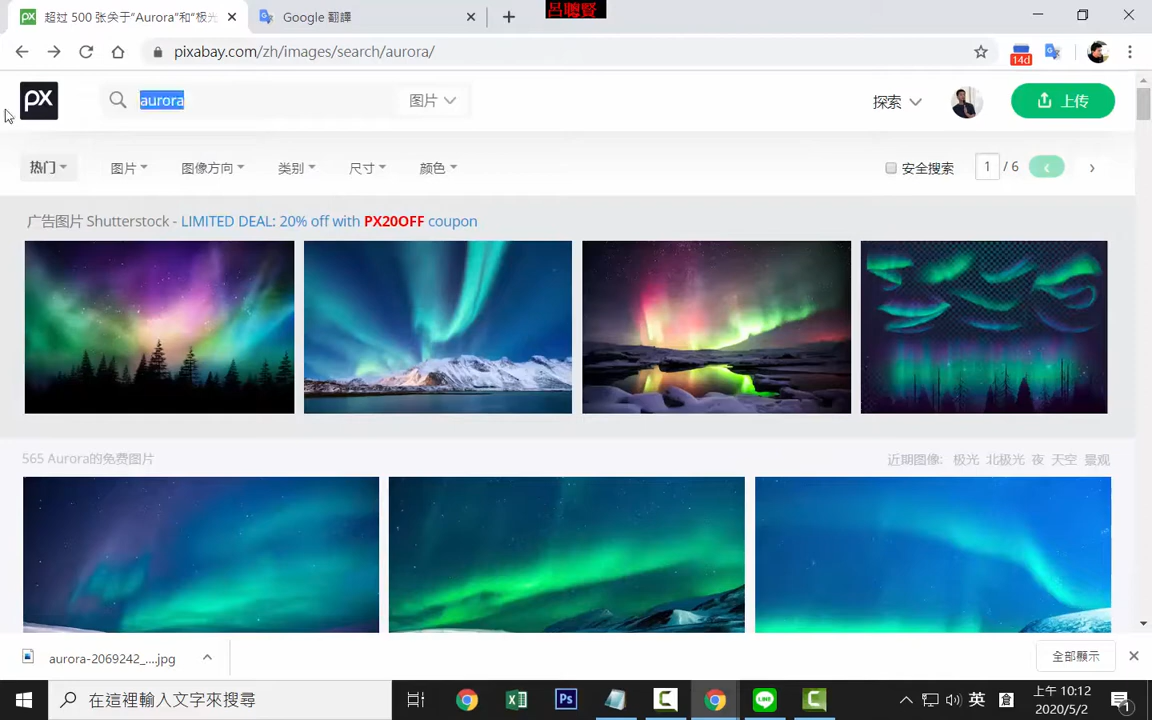 超过 500 张关于"Aurora"和"极光
Google 翻譯
呂聰賢
pixabay.com/zh/images/search/aurora/
14d
px
aurora
图片
探索
上传
热门
图片
图像方向
类别
尺寸
颜色
安全搜索
1
/ 6
广告图片 Shutterstock - LIMITED DEAL: 20% off with PX20OFF coupon
565 Aurora的免费图片
近期图像: 极光 北极光 夜 天空 景观
aurora-2069242_....jpg
全部顯示
在這裡輸入文字來搜尋
Ps
英
倉
上午 10:12
2020/5/2
1